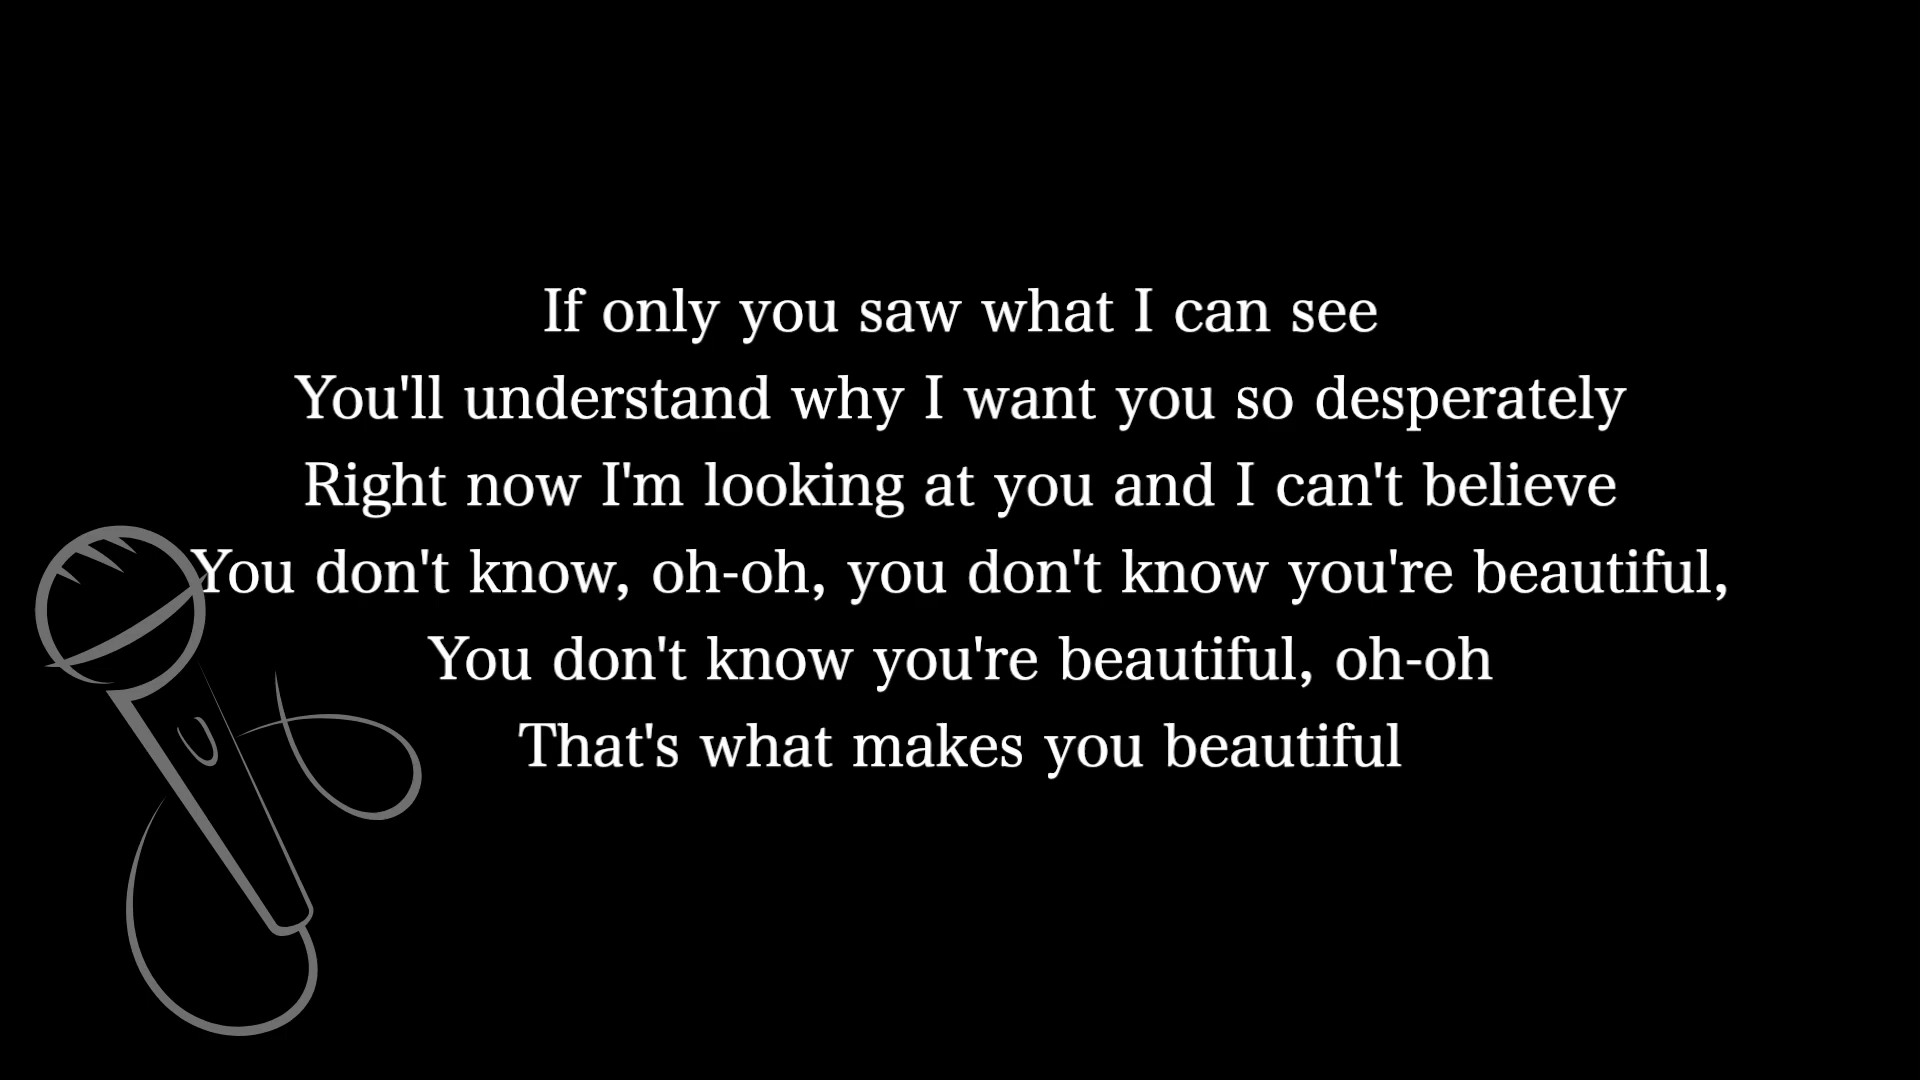 If only you saw what I can see
You'll understand why I want you so desperately
Right now I'm looking at you and I can't believe
You don't know, oh-oh, you don't know you're beautiful,
You don't know you're beautiful, oh-oh
That's what makes you beautiful